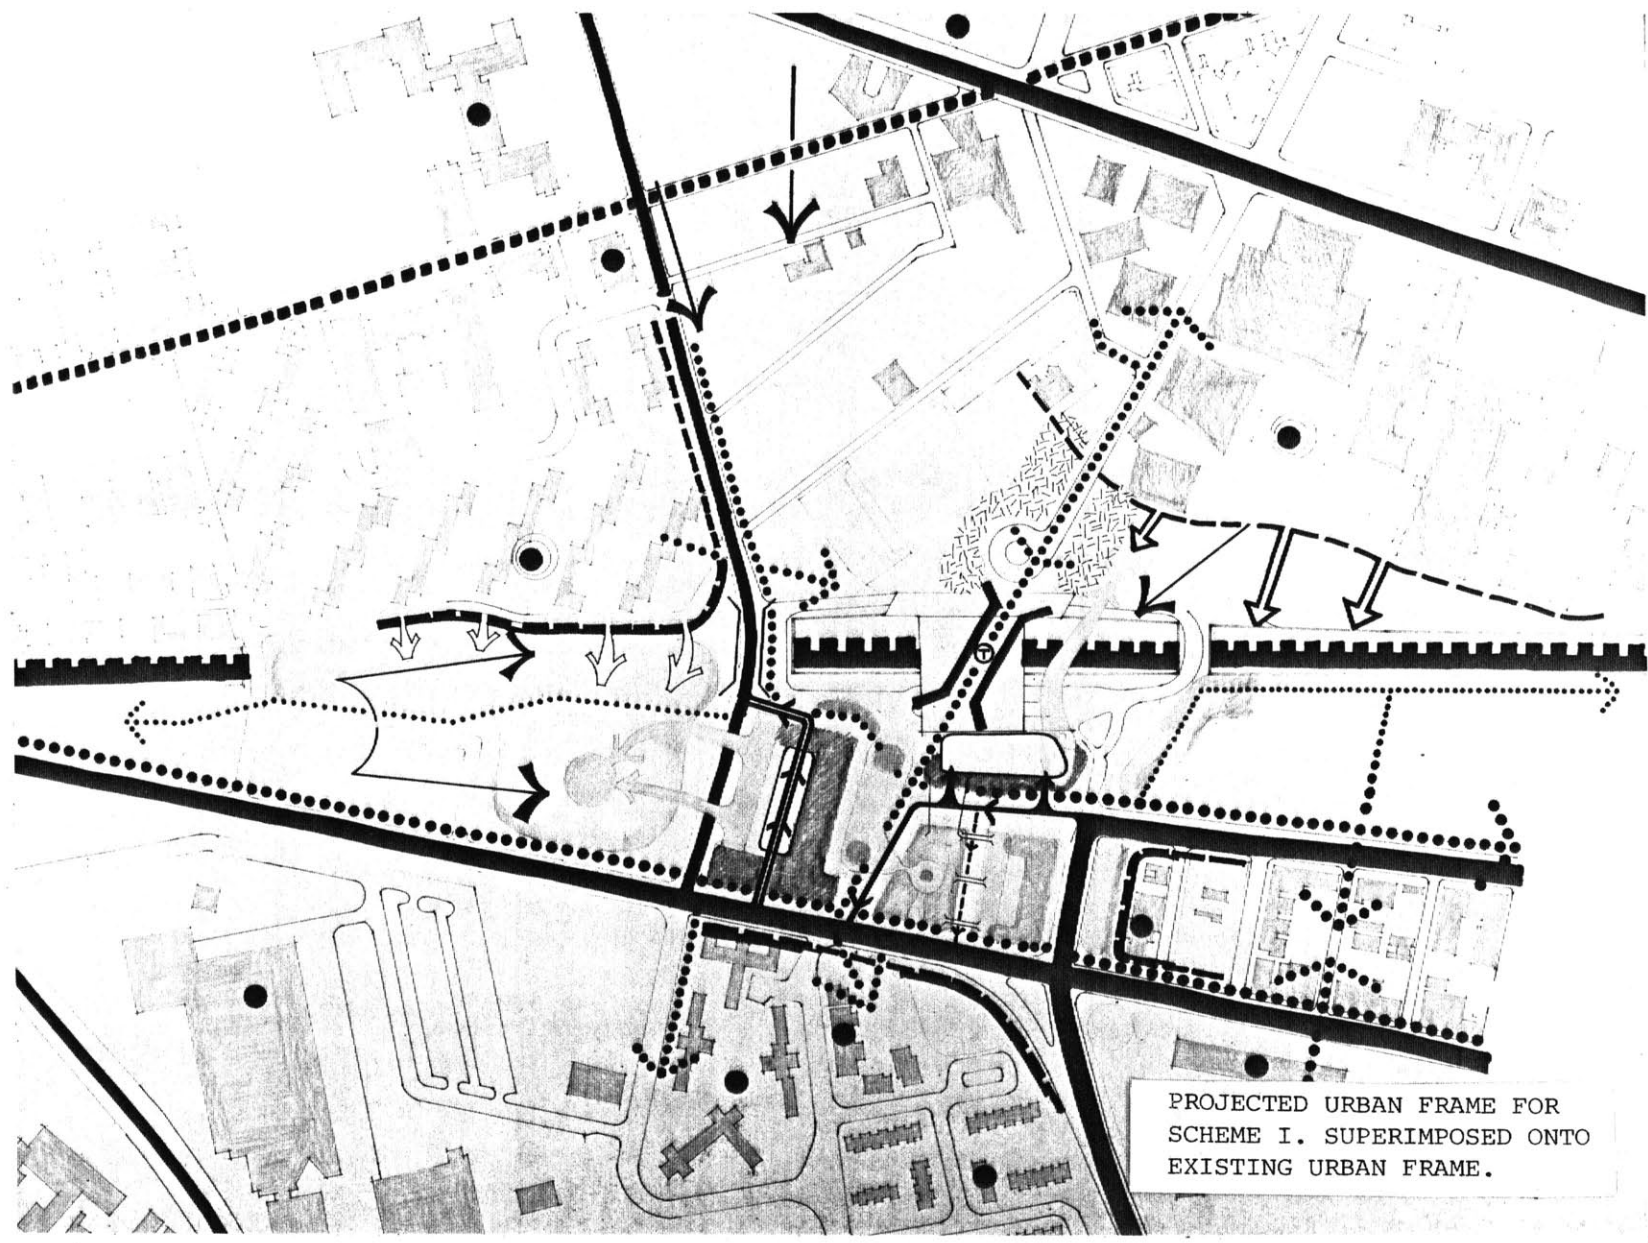 T
PROJECTED URBAN FRAME FOR
SCHEME I. SUPERIMPOSED ONTO
EXISTING URBAN FRAME.